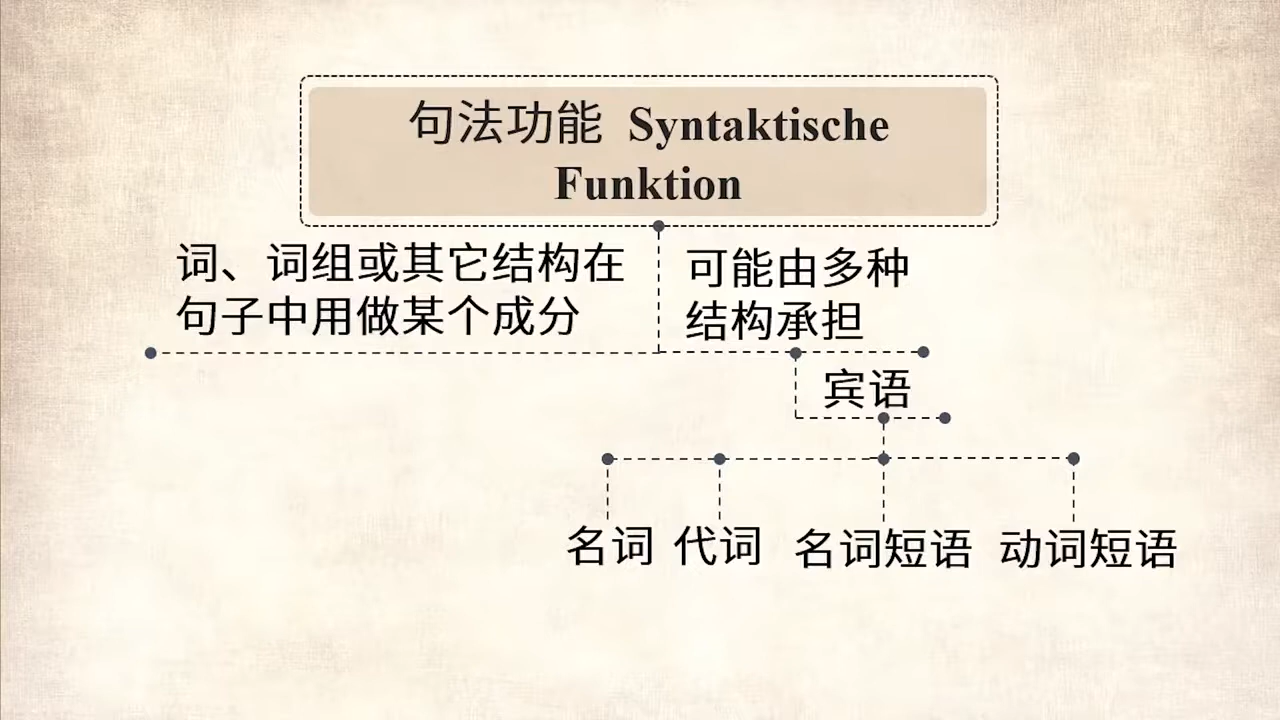 句法功能 Syntaktische
Funktion
词、词组或其它结构在
句子中用做某个成分
可能由多种
结构承担
宾语
名词 代词 名词短语 动词短语